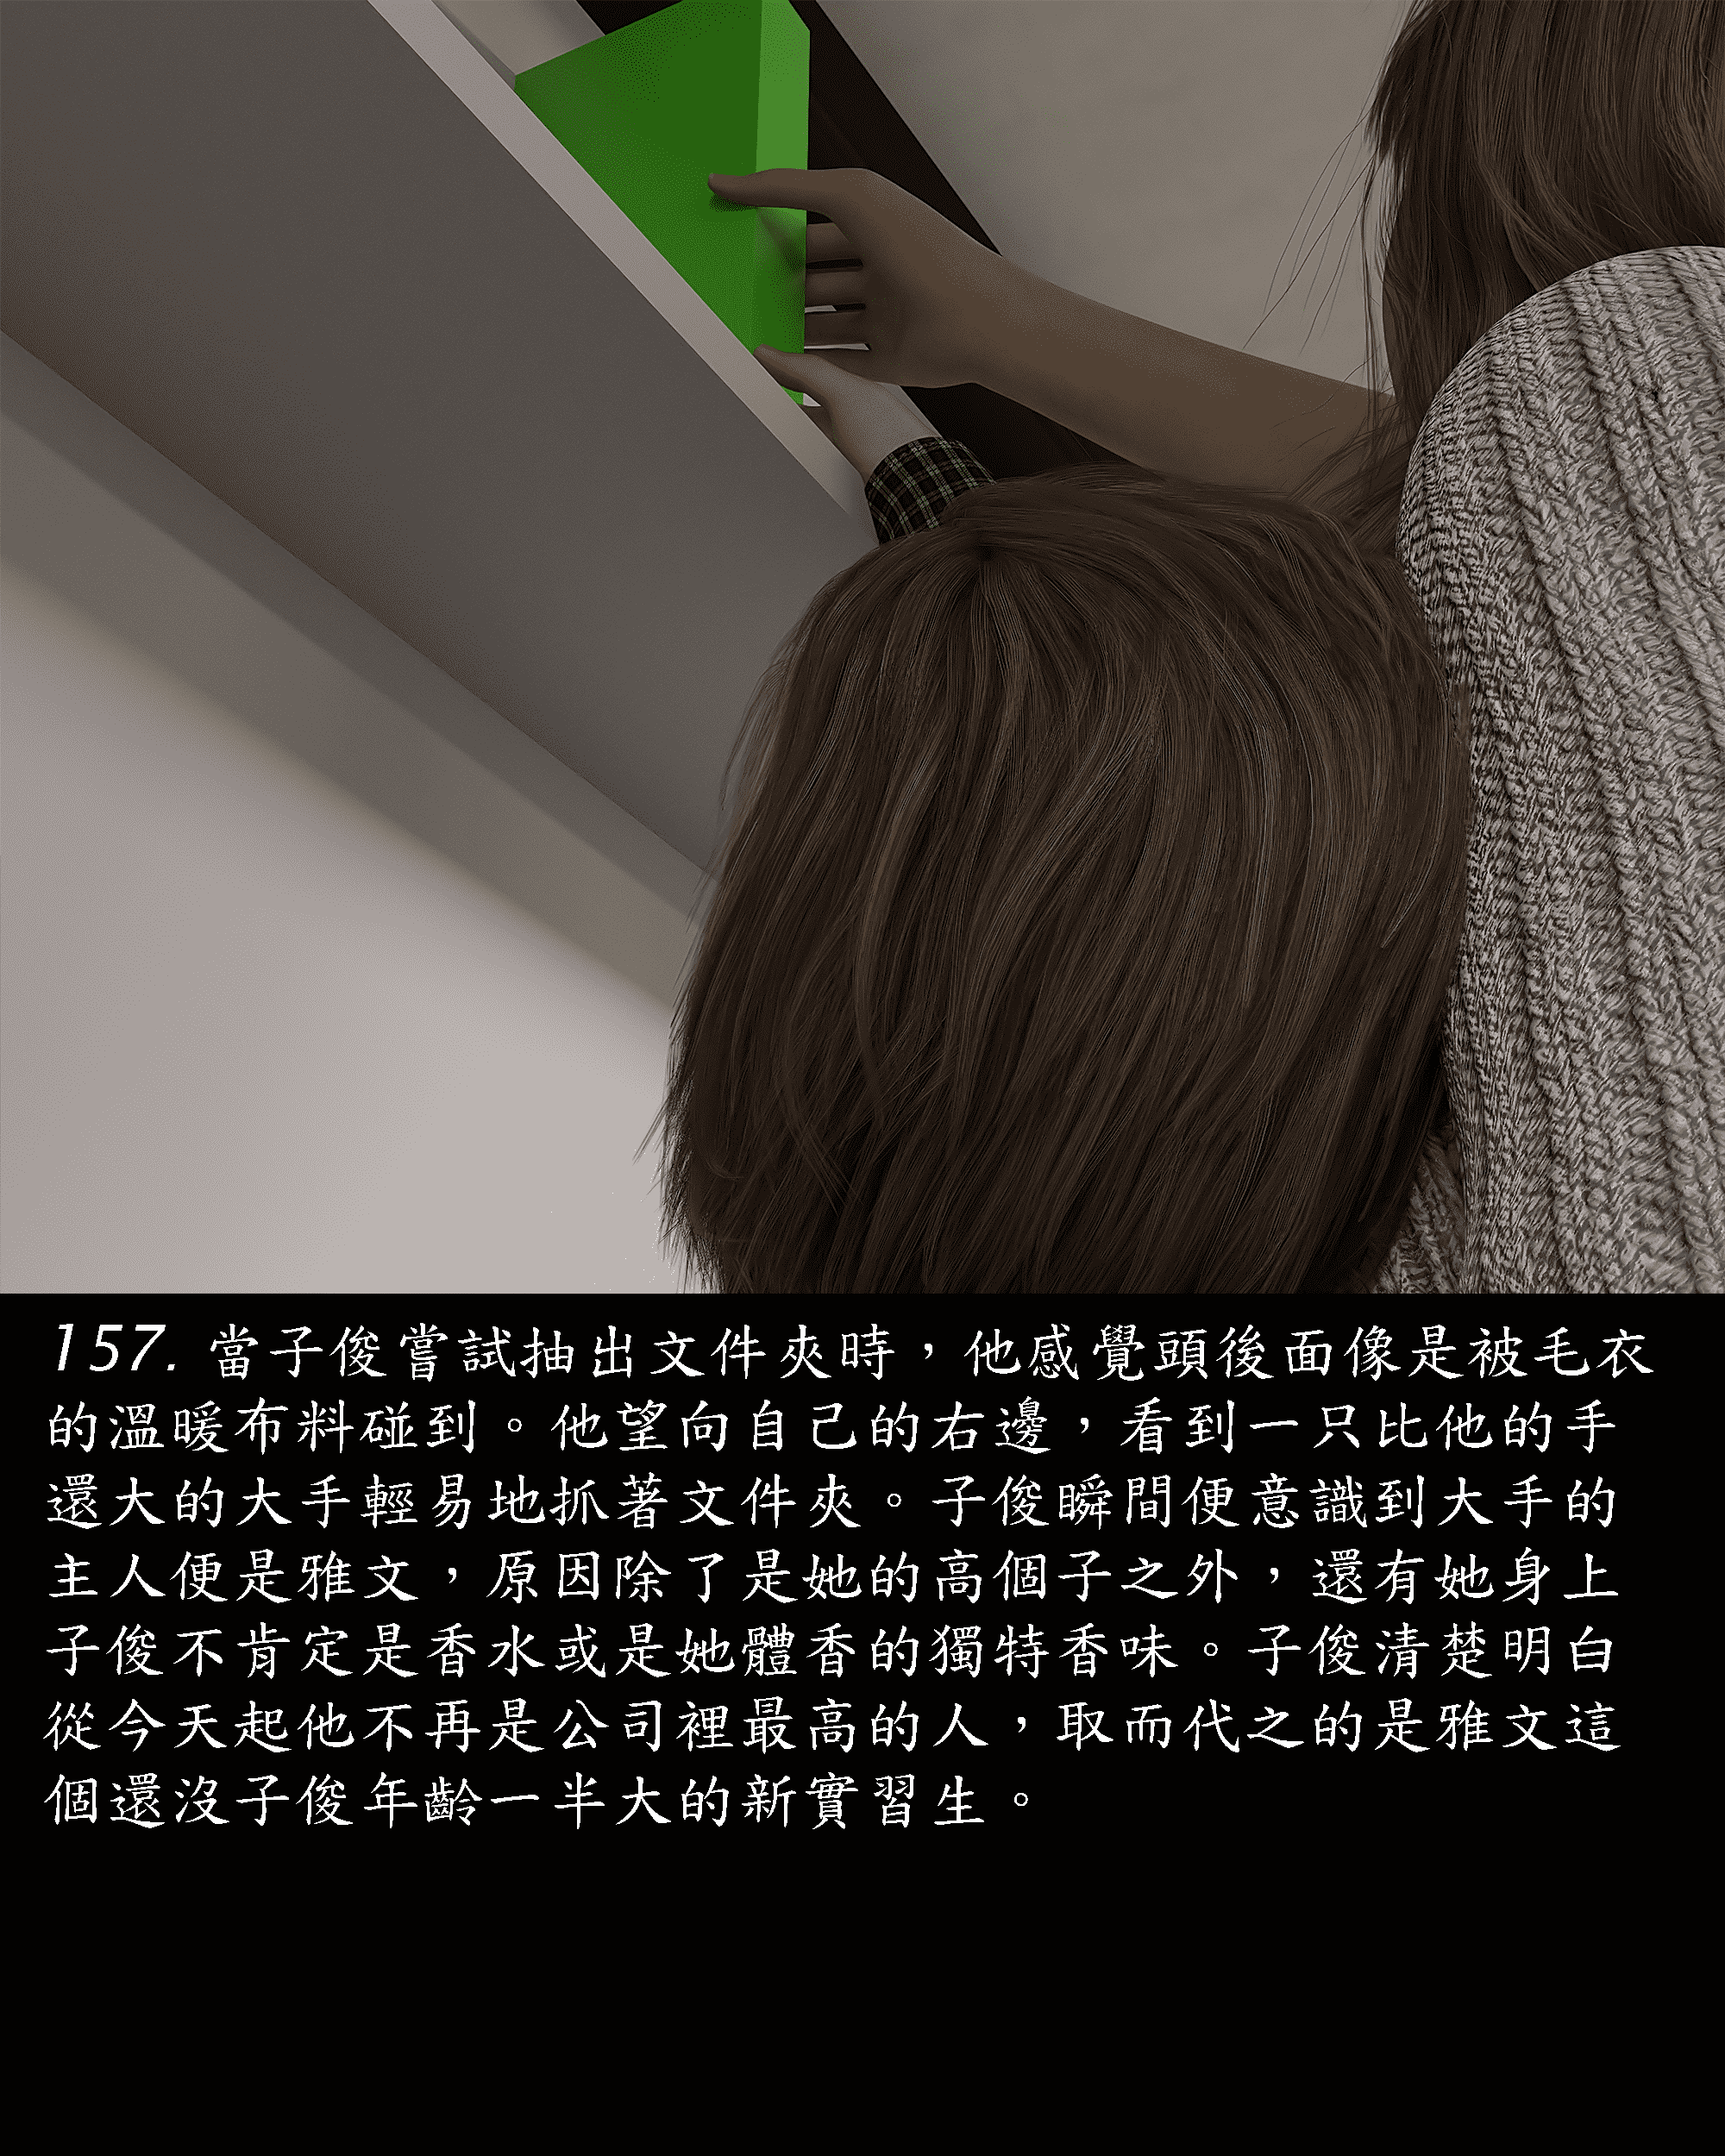 157. 當子俊嘗試抽出文件夾時，他感覺頭後面像是被毛衣
的溫暖布料碰到。他望向自己的右邊，看到一只比他的手
還大的大手輕易地抓著文件夾。子俊瞬間便意識到大手的
主人便是雅文，原因除了是她的高個子之外，還有她身上
子俊不肯定是香水或是她體香的獨特香味。子俊清楚明白
從今天起他不再是公司裡最高的人，取而代之的是雅文這
個還沒子俊年齡一半大的新實習生。